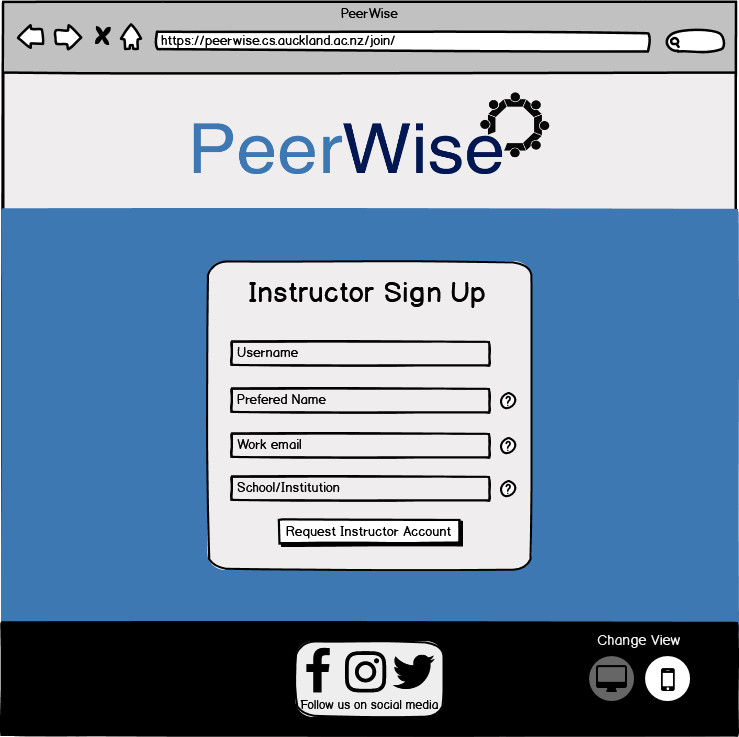 PeerWise
https://peerwise.cs.auckland.ac.nz/join/
PeerWise
Instructor Sign Up
Username
Prefered Name
?
Work email
?
School/Institution
?
Request Instructor Account
Change View
Follow us on social media